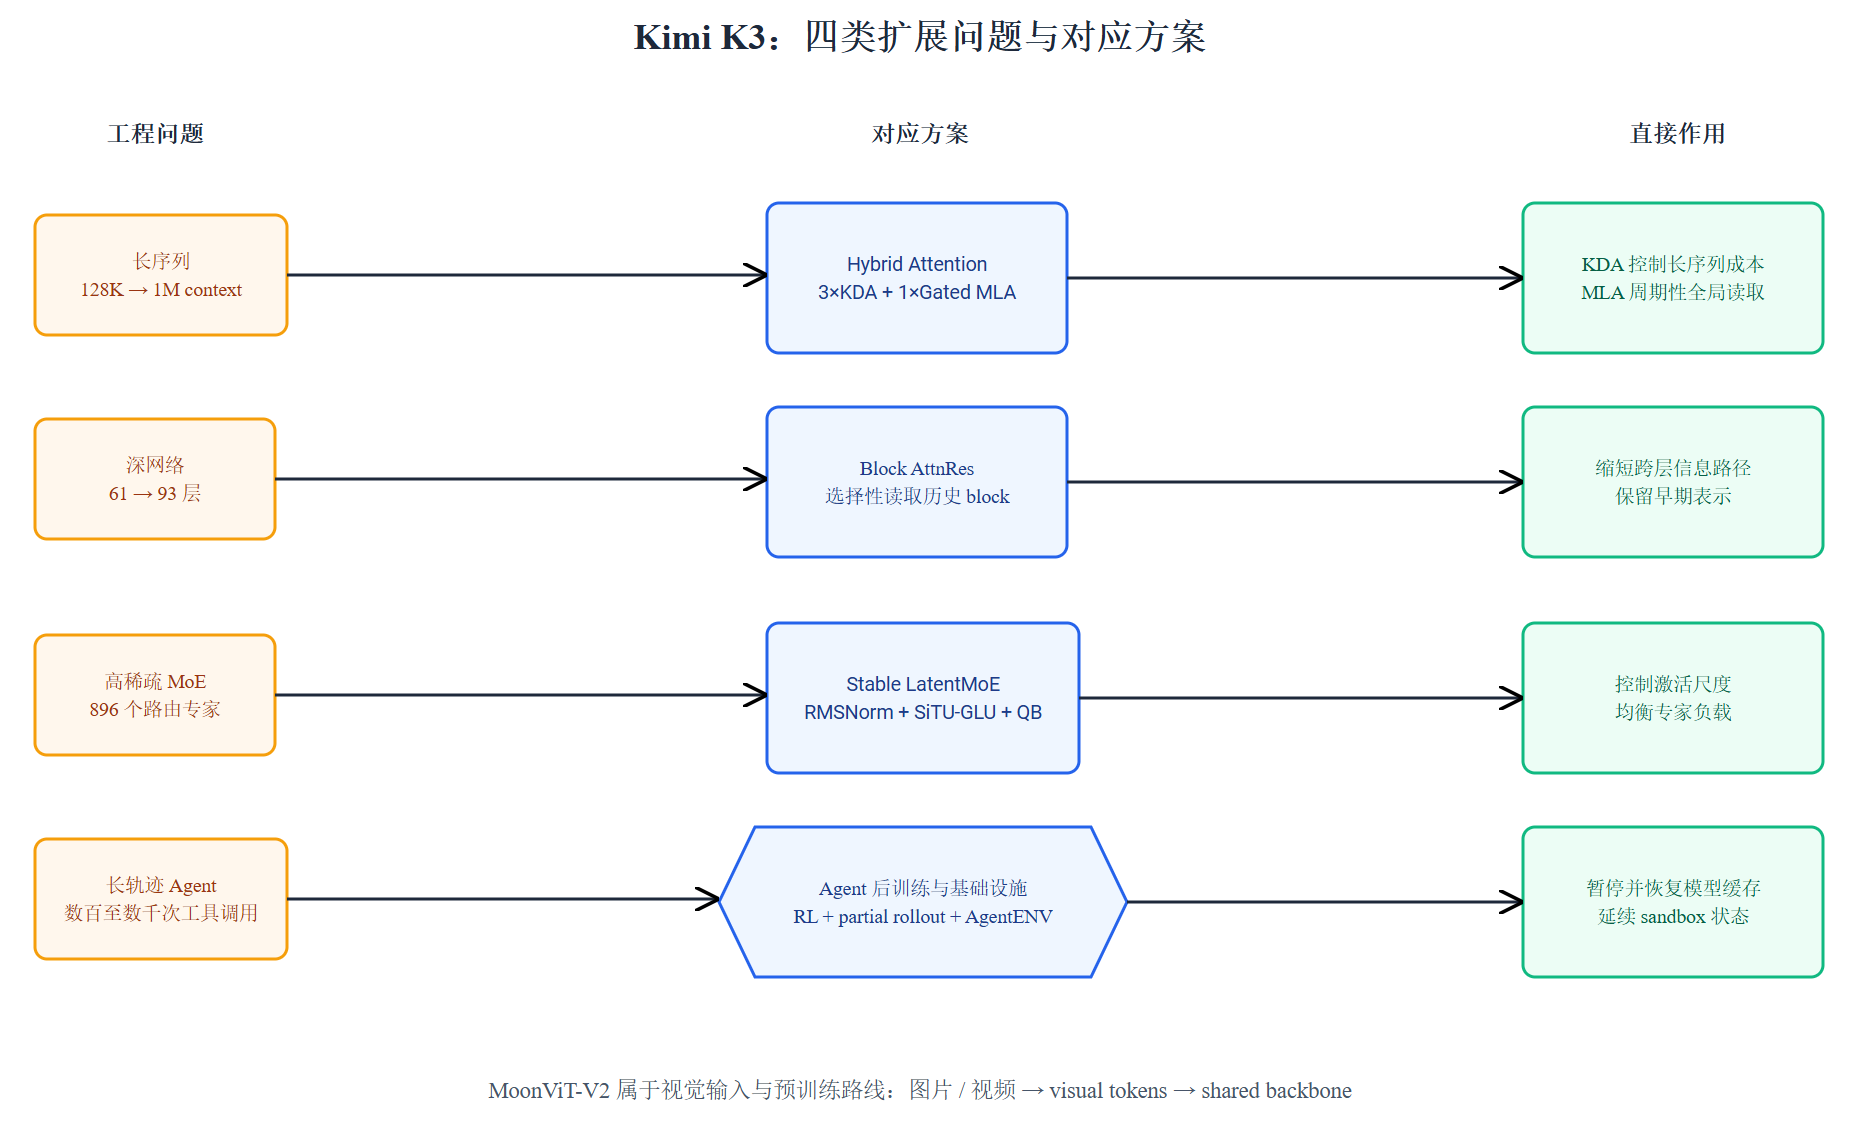 Kimi K3：四类扩展问题与对应方案
工程问题
对应方案
直接作用
长序列
128K → 1M context
Hybrid Attention
3×KDA + 1×Gated MLA
KDA 控制长序列成本
MLA 周期性全局读取
深网络
61 → 93 层
Block AttnRes
选择性读取历史 block
缩短跨层信息路径
保留早期表示
高稀疏 MoE
896 个路由专家
Stable LatentMoE
RMSNorm + SiTU-GLU + QB
控制激活尺度
均衡专家负载
长轨迹 Agent
数百至数千次工具调用
Agent 后训练与基础设施
RL + partial rollout + AgentENV
暂停并恢复模型缓存
延续 sandbox 状态
MoonViT-V2 属于视觉输入与预训练路线：图片 / 视频 → visual tokens → shared backbone